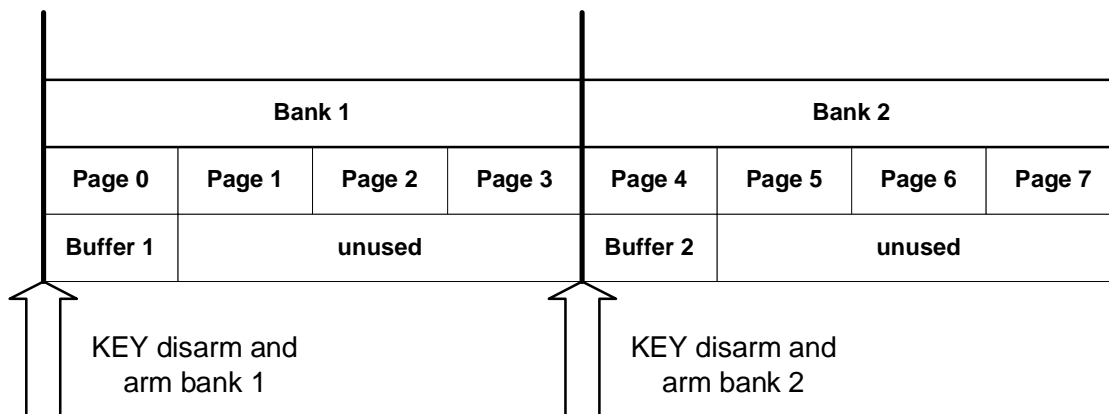 Bank 1 Bank 2
Page 0 Page 1 Page 2 Page 3 Page 4 Page 5 Page 6 Page 7
Buffer 1 unused Buffer 2 unused
KEY disarm and
arm bank 1
KEY disarm and
arm bank 2